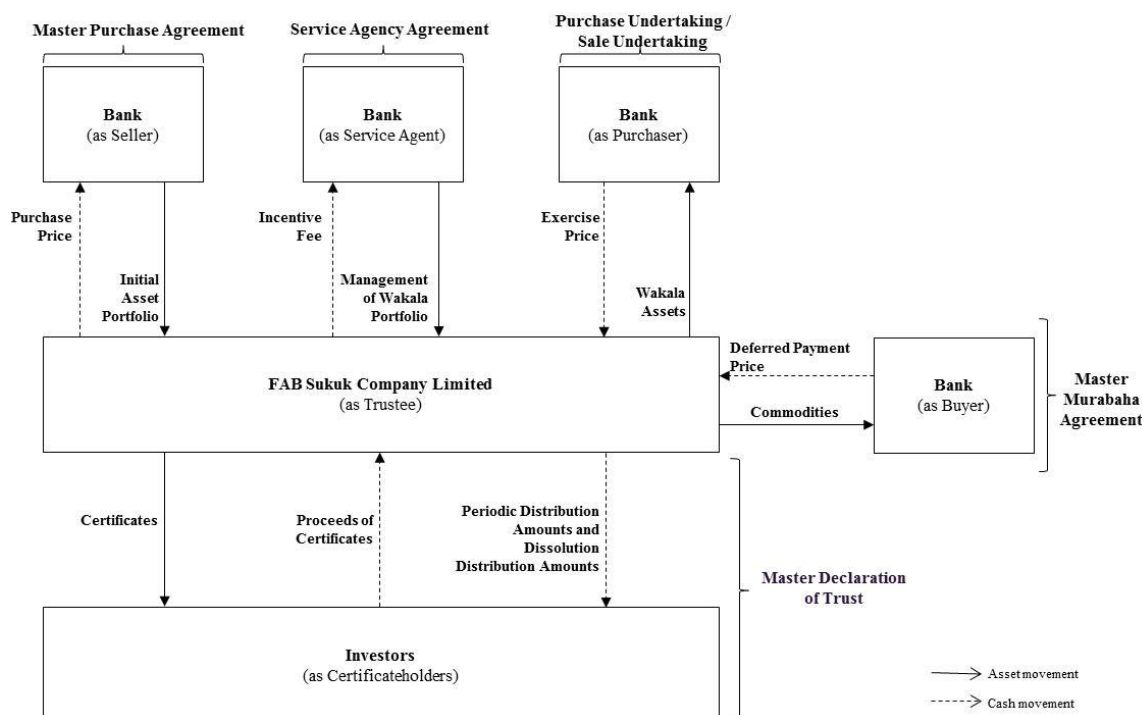 Master Purchase Agreement
Service Agency Agreement
Purchase Undertaking /
Sale Undertaking
Bank
(as Seller)
Bank
(as Service Agent)
Bank
(as Purchaser)
Purchase
Price
Initial
Asset
Portfolio
Incentive
Fee
Management
of Wakala
Portfolio
Exercise
Price
Wakala
Assets
FAB Sukuk Company Limited
(as Trustee)
Deferred Payment
Price
Commodities
Bank
(as Buyer)
Master
Murabaha
Agreement
Certificates
Proceeds of
Certificates
Periodic Distribution
Amounts and
Dissolution
Distribution Amounts
Master Declaration
of Trust
Investors
(as Certificateholders)
Asset movement
Cash movement